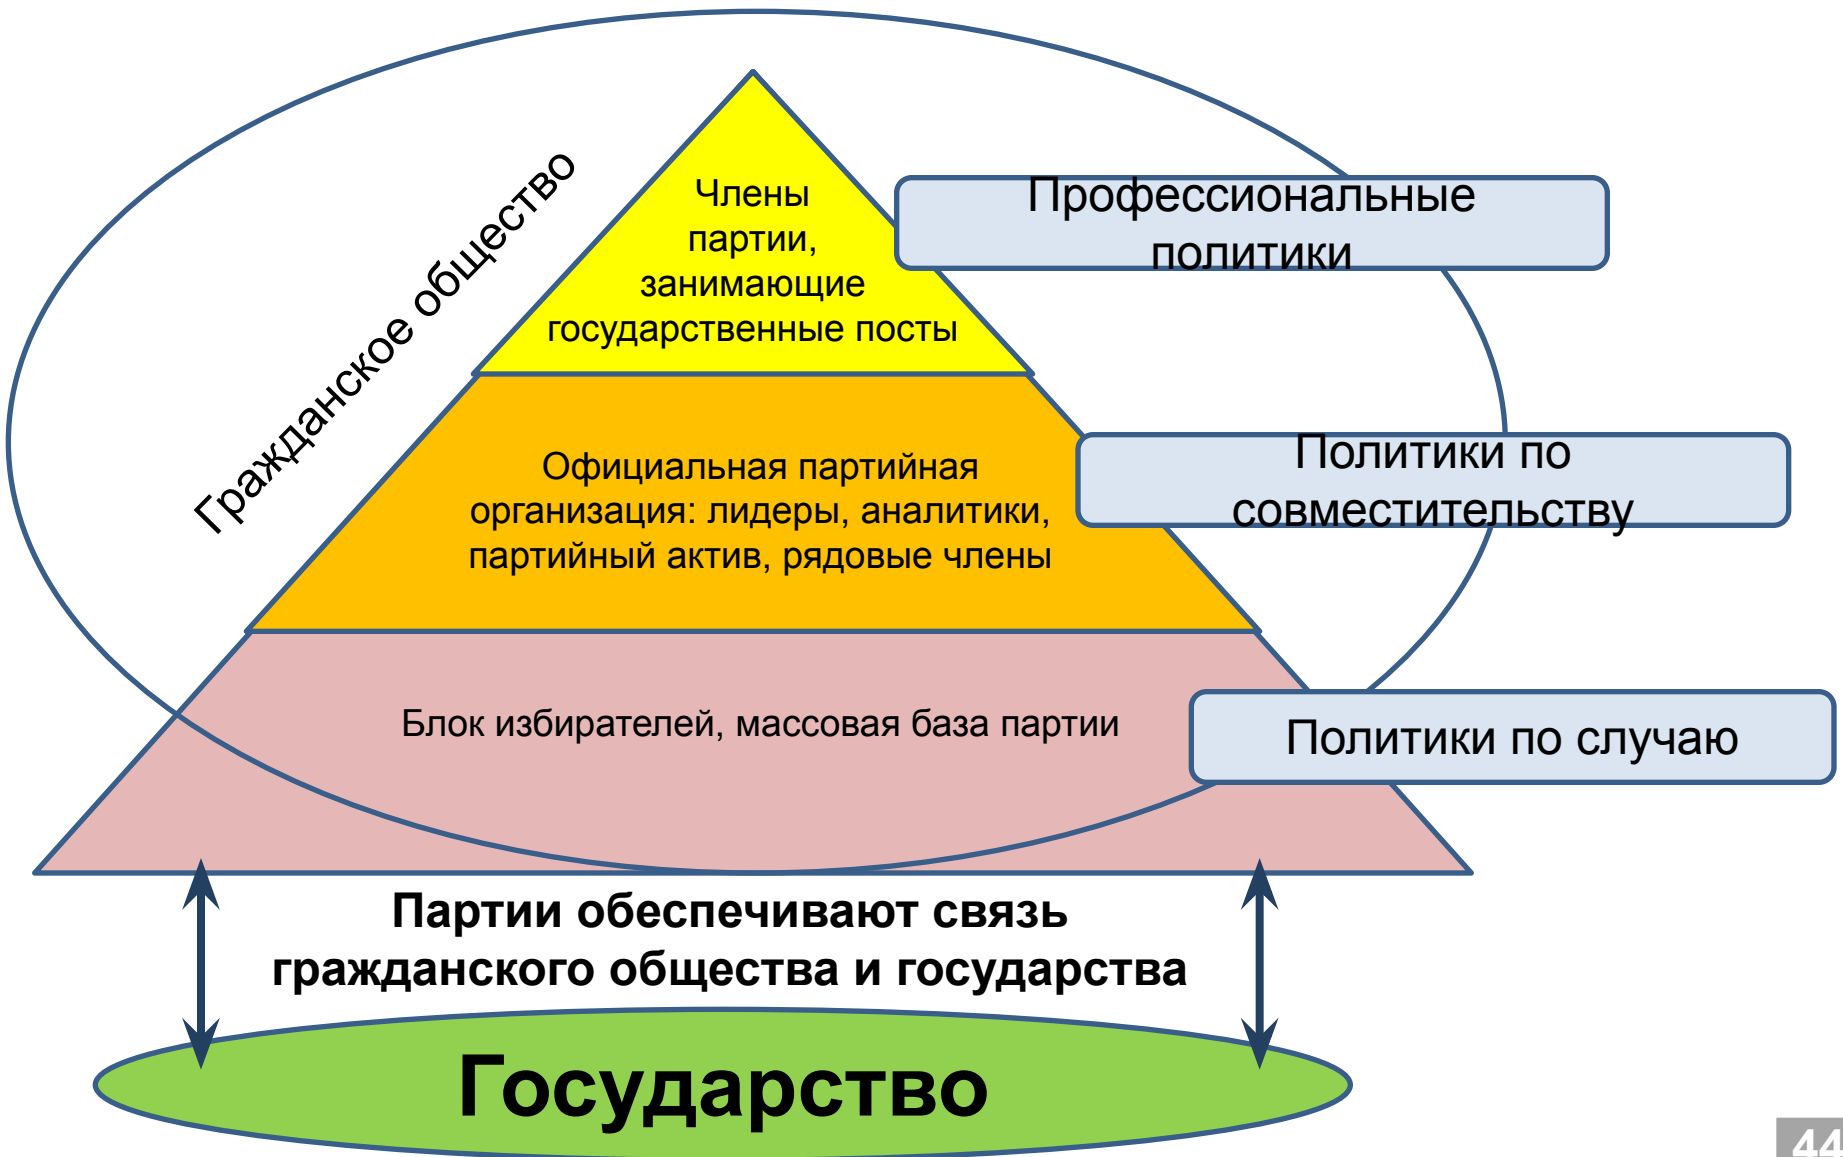 Гражданское общество
Члены
партии,
занимающие
государственные посты
Профессиональные
политики
Официальная партийная
организация: лидеры, аналитики,
партийный актив, рядовые члены
Политики по
совместительству
Блок избирателей, массовая база партии
Политики по случаю
Партии обеспечивают связь
гражданского общества и государства
Государство
44